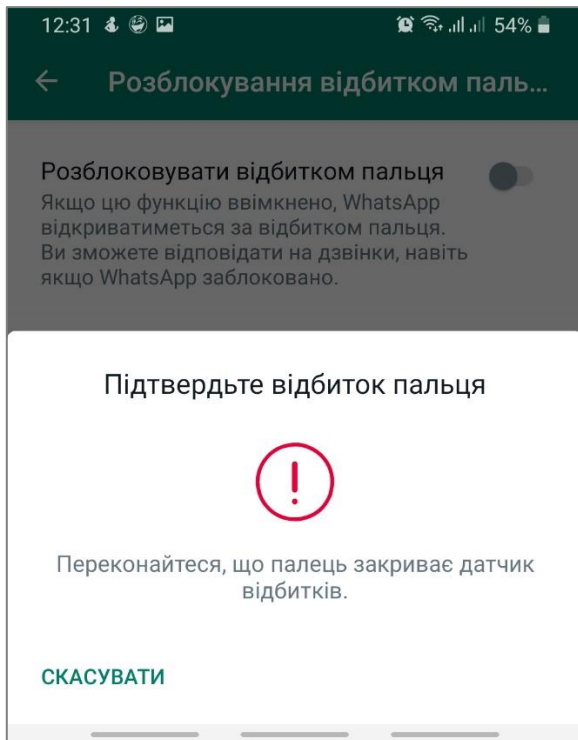 12:31 54%
Розблокування відбитком паль...
Розблоковувати відбитком пальця
Якщо цю функцію ввімкнено, WhatsApp
відкриватиметься за відбитком пальця.
Ви зможете відповідати на дзвінки, навіть
якщо WhatsApp заблоковано.
Підтвердьте відбиток пальця
Переконайтеся, що палець закриває датчик
відбитків.
СКАСУВАТИ